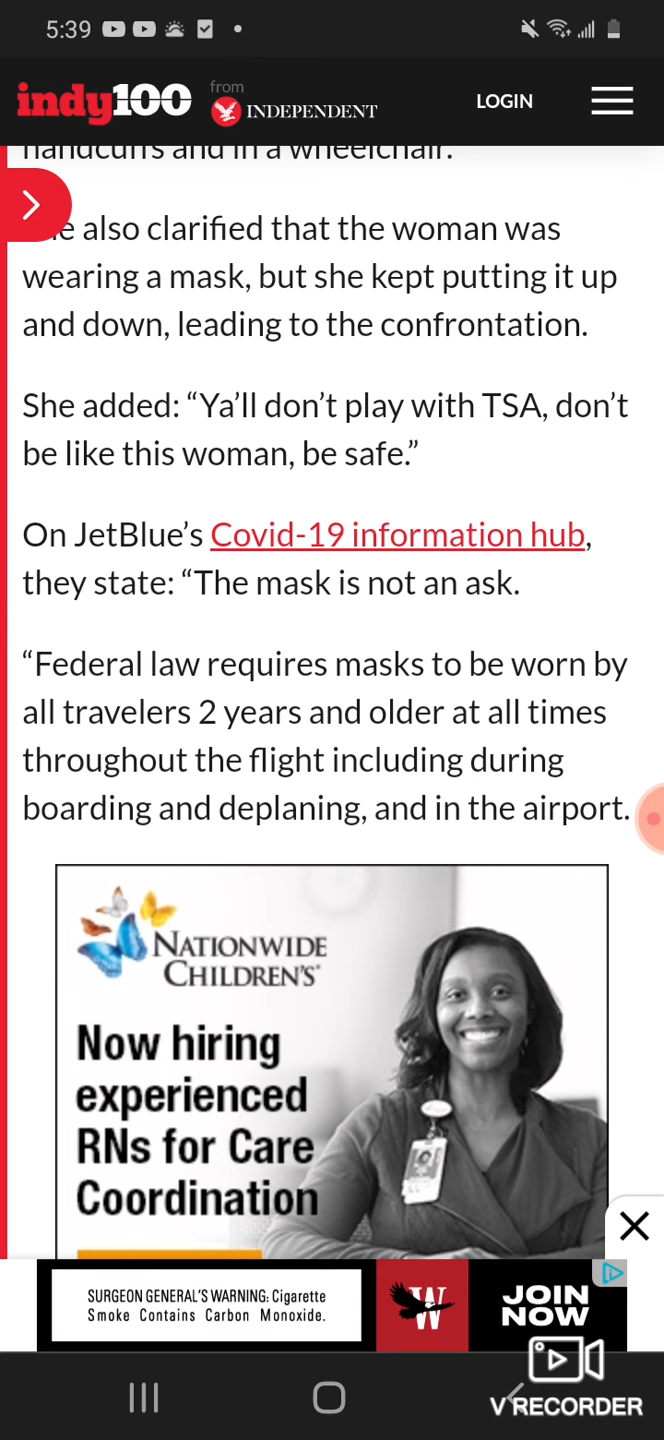 5:39
indy100
from
INDEPENDENT
LOGIN
handcuffs and in a wheelchair.
also clarified that the woman was
wearing a mask, but she kept putting it up
and down, leading to the confrontation.
She added: “Ya’ll don’t play with TSA, don’t
be like this woman, be safe.”
On JetBlue’s Covid-19 information hub,
they state: “The mask is not an ask.
“Federal law requires masks to be worn by
all travelers 2 years and older at all times
throughout the flight including during
boarding and deplaning, and in the airport.
NATIONWIDE
CHILDREN'S
Now hiring
experienced
RNs for Care
Coordination
SURGEON GENERAL'S WARNING: Cigarette
Smoke Contains Carbon Monoxide.
W
JOIN
NOW
V RECORDER